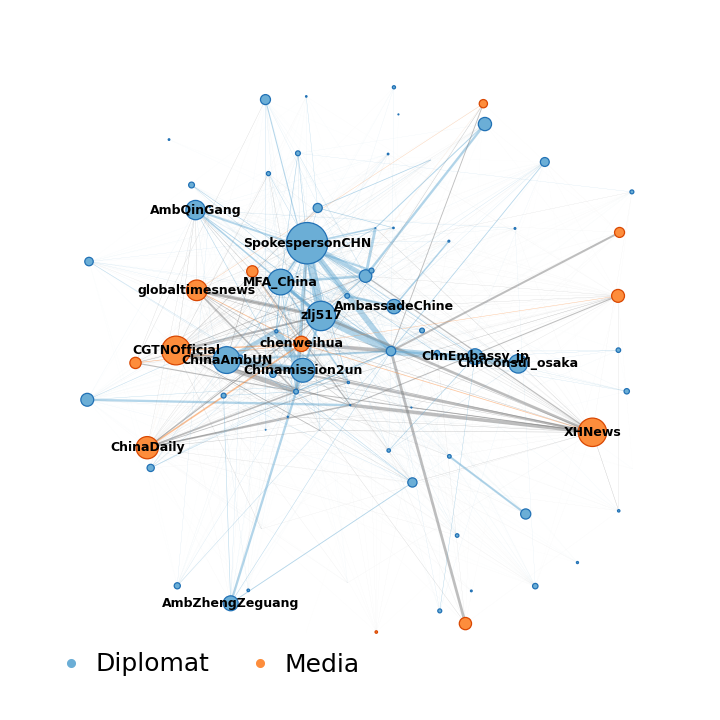 AmbQinGang
SpokespersonCHN
MFA_China
globaltimesnews
AmbassadeChine
zlj517
chenweihua
CGTNOfficial
ChnEmbassy_jp
ChinaAmbUN
ChnConsul_osaka
Chinamission2un
XHNews
ChinaDaily
AmbZhengZeguang
Diplomat
Media